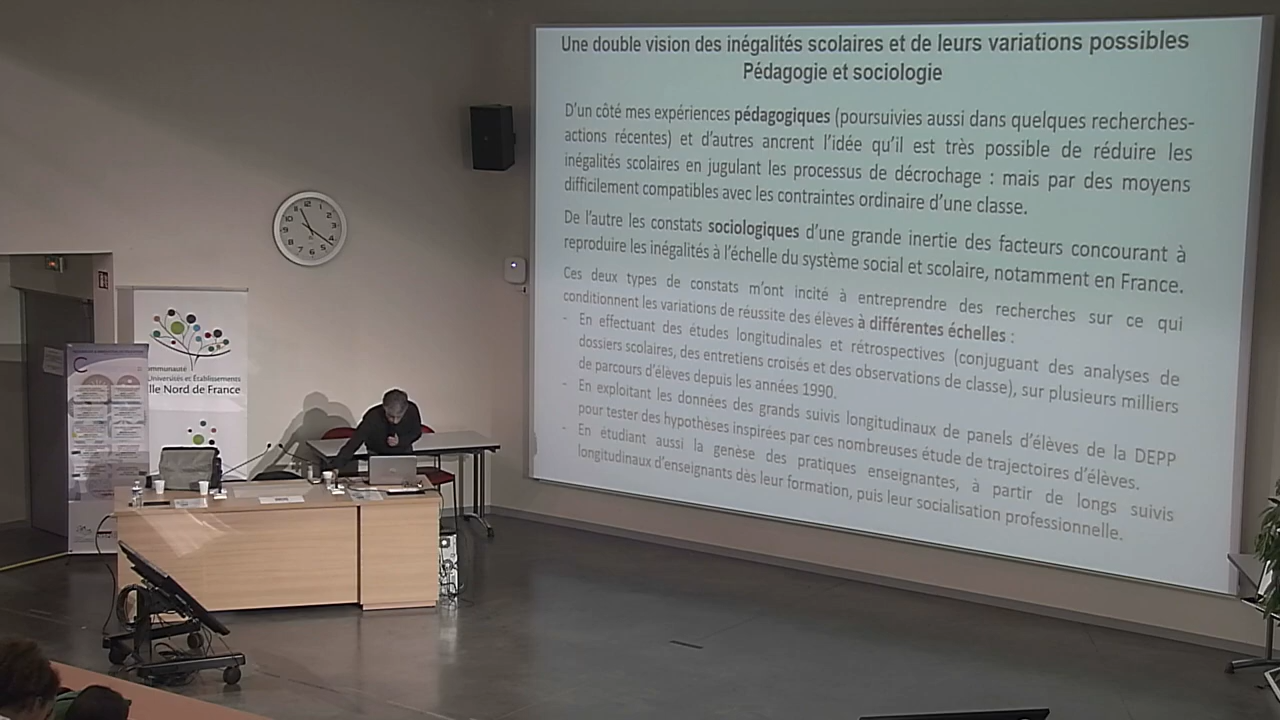 Une double vision des inégalités scolaires et de leurs variations possibles
Pédagogie et sociologie
D'un côté mes expériences pédagogiques (poursuivies aussi dans quelques recherches-
actions récentes) et d'autres ancrent l'idée qu'il est très possible de réduire les
inégalités scolaires en jugulant les processus de décrochage : mais par des moyens
difficilement compatibles avec les contraintes ordinaire d'une classe.
De l'autre les constats sociologiques d'une grande inertie des facteurs concourant à
reproduire les inégalités à l'échelle du système social et scolaire, notamment en France.
Ces deux types de constats m'ont incité à entreprendre des recherches sur ce qui
conditionnent les variations de réussite des élèves à différentes échelles :
- En effectuant des études longitudinales et rétrospectives (conjuguant des analyses de
dossiers scolaires, des entretiens croisés et des observations de classe), sur plusieurs milliers
de parcours d'élèves depuis les années 1990.
- En exploitant les données des grands suivis longitudinaux de panels d'élèves de la DEPP
pour tester des hypothèses inspirées par ces nombreuses étude de trajectoires d'élèves.
- En étudiant aussi la genèse des pratiques enseignantes, à partir de longs suivis
longitudinaux d'enseignants dès leur formation, puis leur socialisation professionnelle.
ommunauté
Universités et Établissements
lle Nord de France